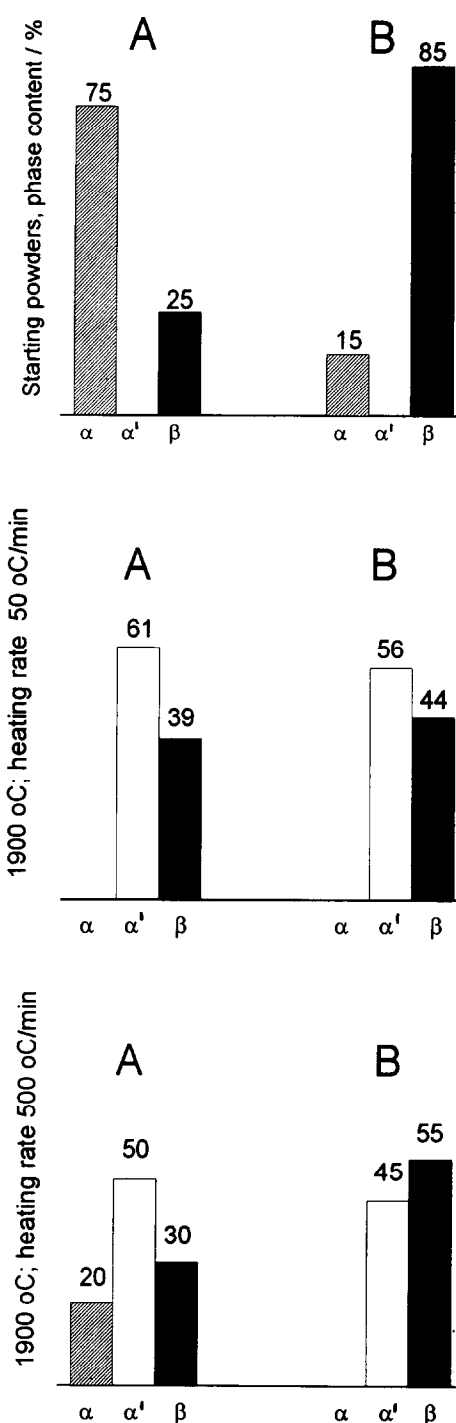 Starting powders, phase content / %
A B
75 25 15 85
α α' β α α' β
1900 oC; heating rate 50 oC/min
A B
61 39 56 44
α α' β α α' β
1900 oC; heating rate 500 oC/min
A B
20 50 30 45 55
α α' β α α' β